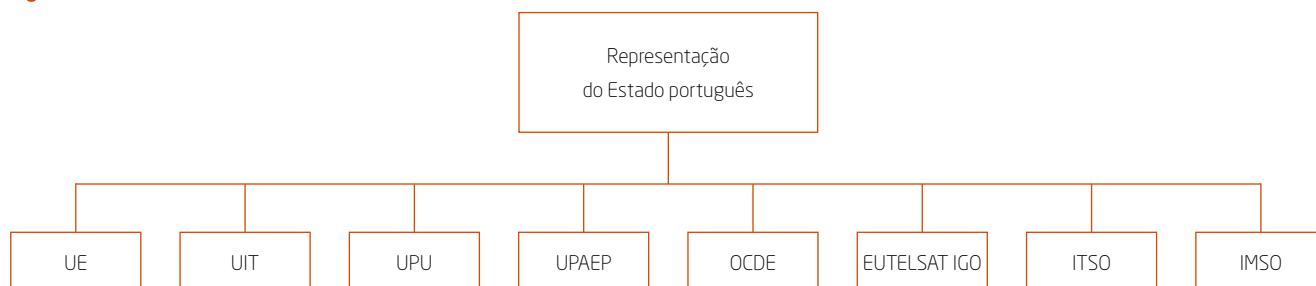 Representação
do Estado português
UE
UIT
UPU
UPAEP
OCDE
EUTELSAT IGO
ITSO
IMSO